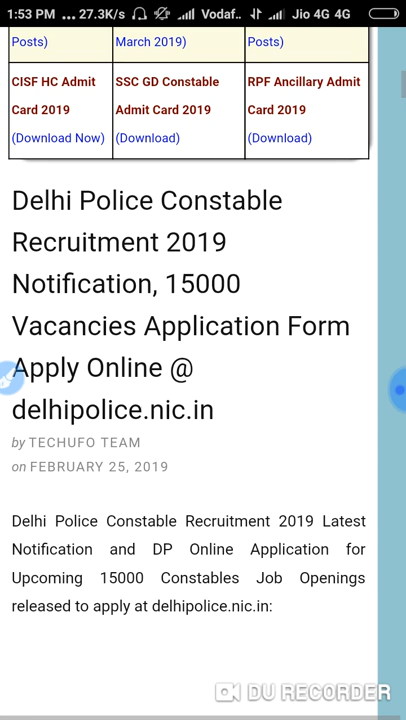 1:53 PM ... 27.3K/s Vodaf.. Jio 4G 4G
Posts) March 2019) Posts)
CISF HC Admit SSC GD Constable RPF Ancillary Admit
Card 2019 Admit Card 2019 Card 2019
(Download Now) (Download) (Download)
Delhi Police Constable
Recruitment 2019
Notification, 15000
Vacancies Application Form
Apply Online @
delhipolice.nic.in
by TECHUFO TEAM
on FEBRUARY 25, 2019
Delhi Police Constable Recruitment 2019 Latest
Notification and DP Online Application for
Upcoming 15000 Constables Job Openings
released to apply at delhipolice.nic.in:
DU RECORDER